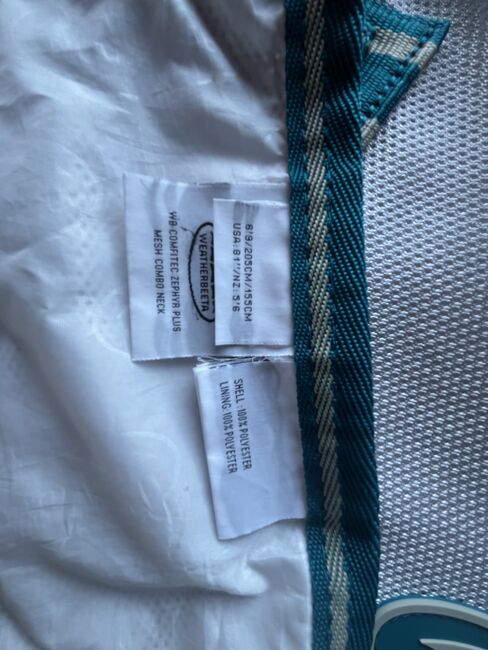 WEATHERBEETA
WB COMFITEC ZEPHYR PLUS
MESH COMBO NECK
6'9/205CM/155CM
USA:81"/NZ:5'6
SHELL:100% POLYESTER
LINING:100% POLYESTER